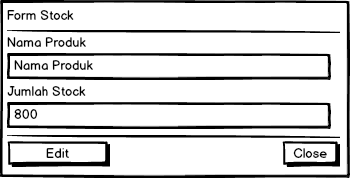 Form Stock
Nama Produk
Nama Produk
Jumlah Stock
800
Edit
Close